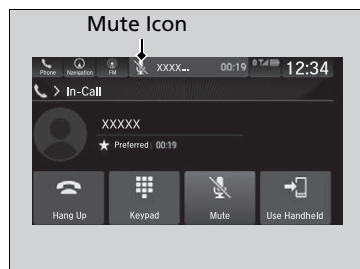 Mute Icon
Phone Navigation FM XXXX... 00:19 12:34
> In-Call
XXXXX
Preferred 00:19
Hang Up Keypad Mute Use Handheld